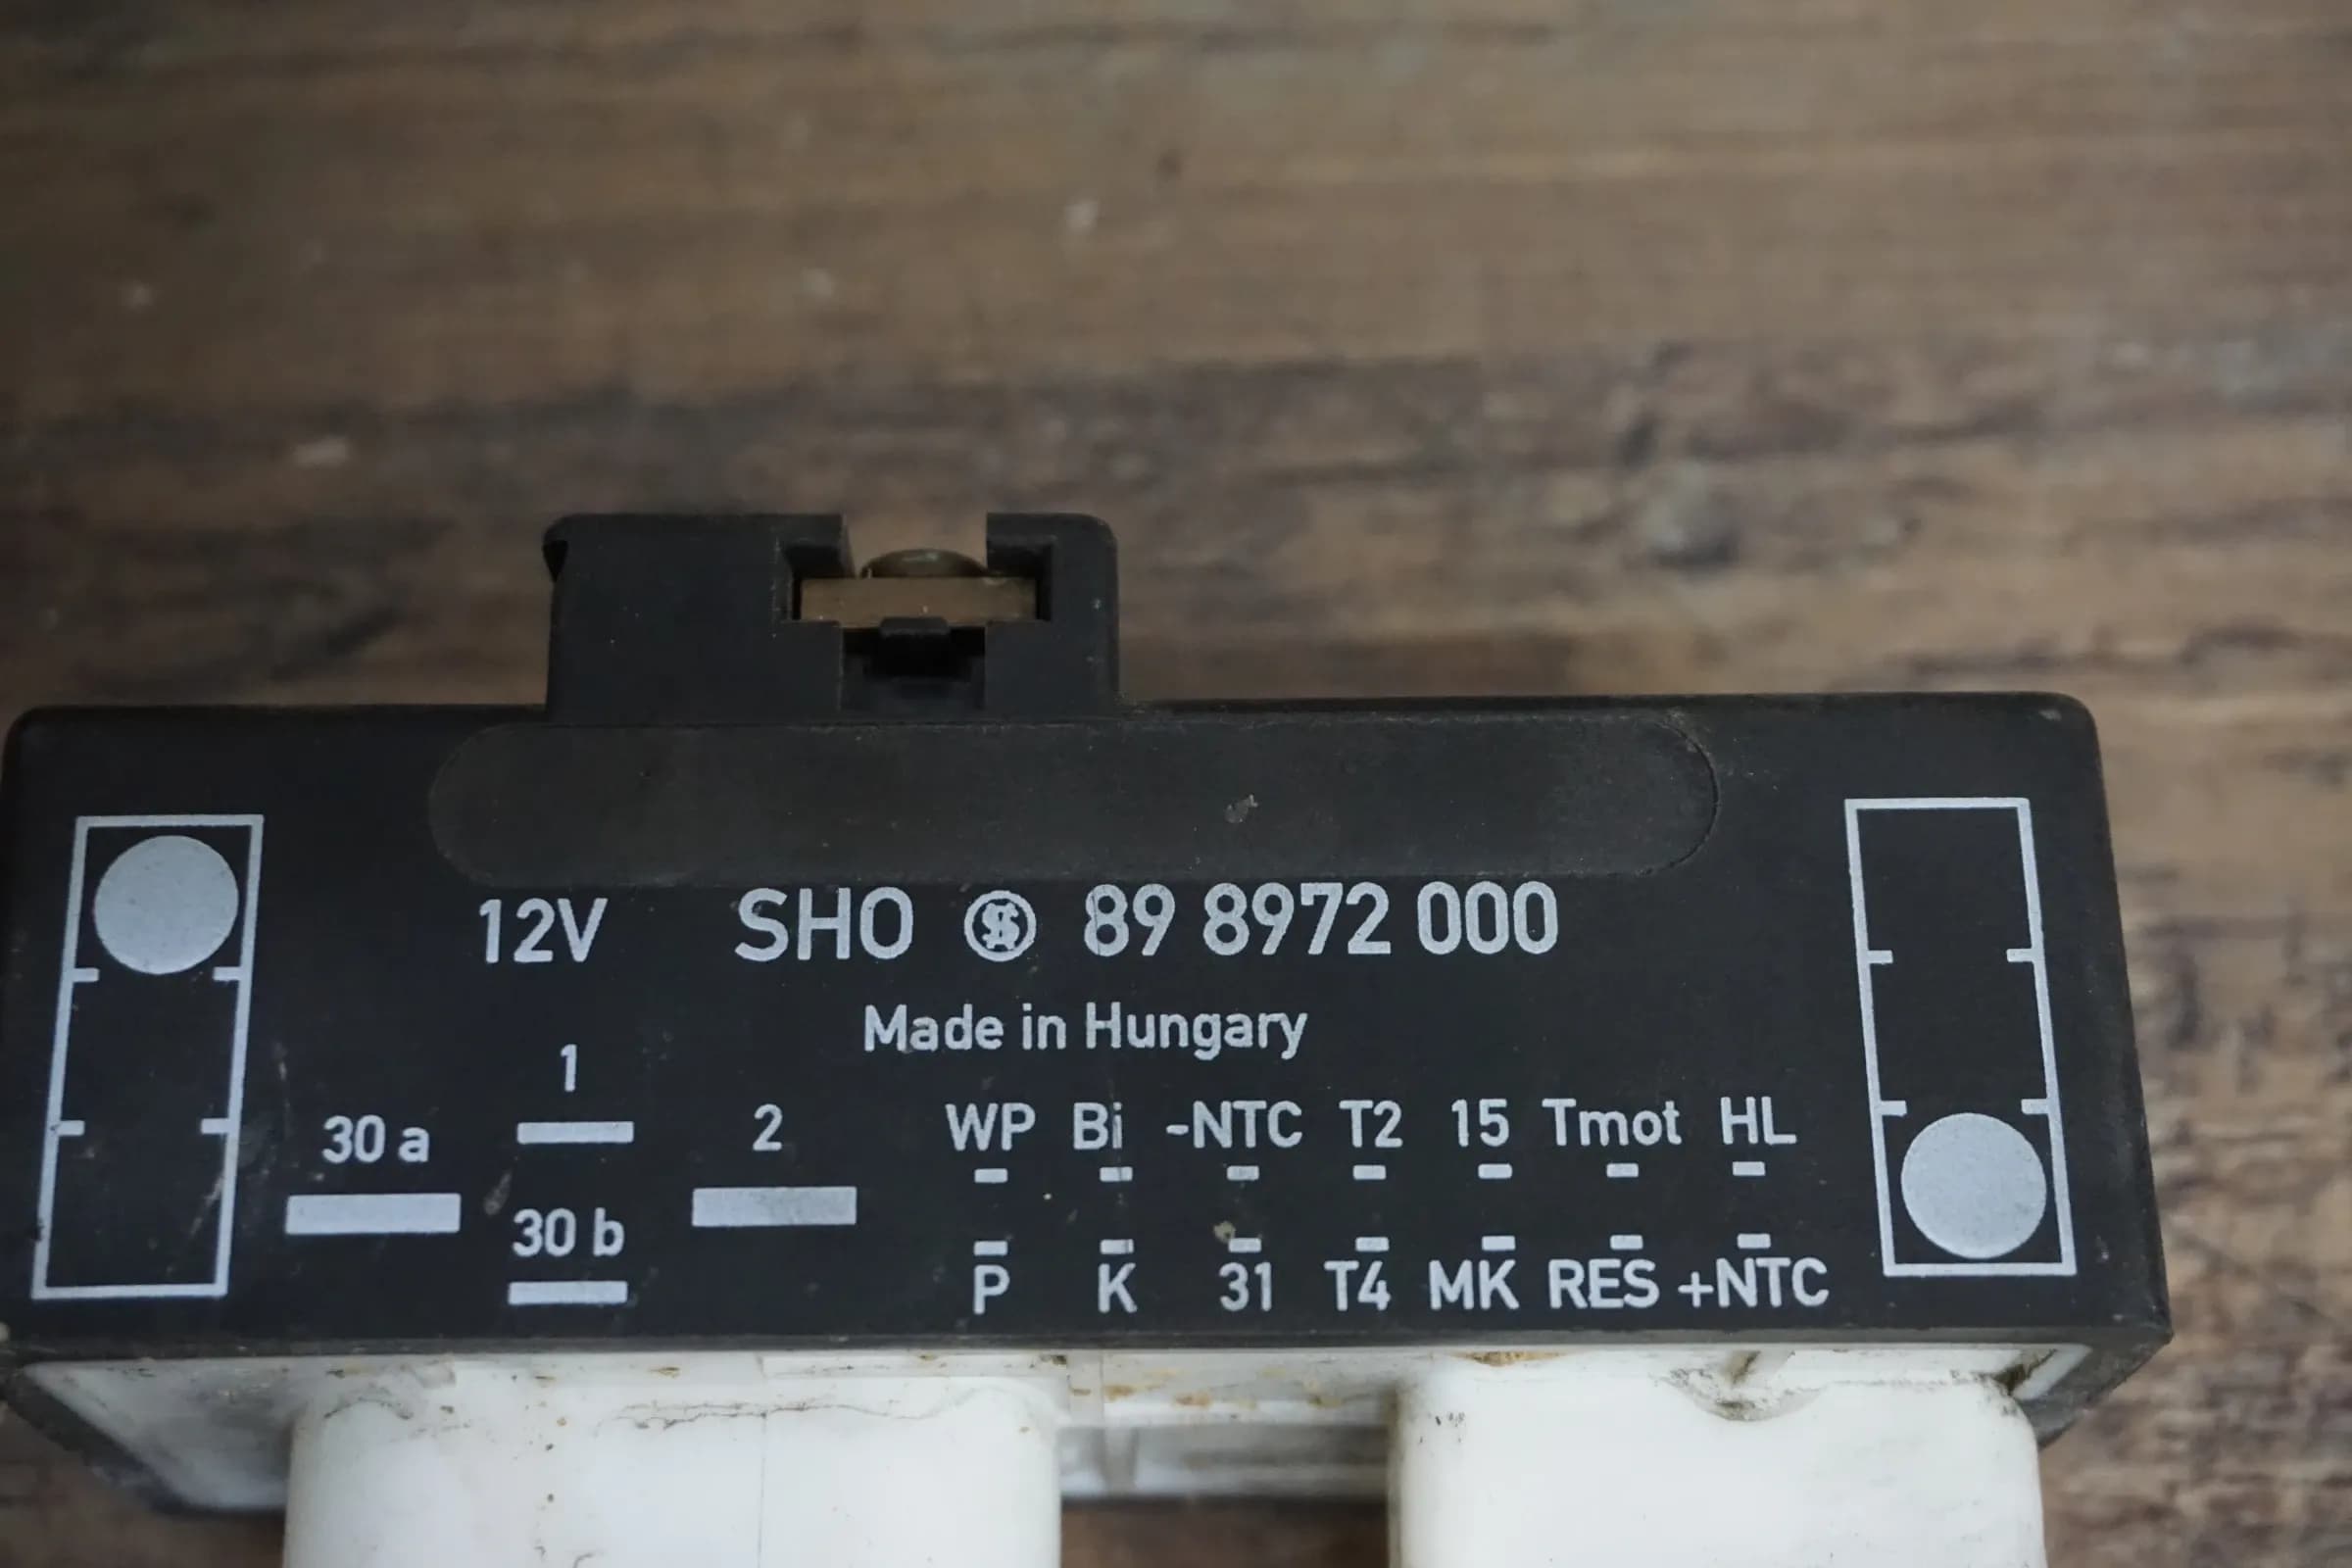 12V SHO 89 8972 000
Made in Hungary
1
30 a 2
30 b
WP Bi -NTC T2 15 Tmot HL
P K 31 T4 MK RES +NTC